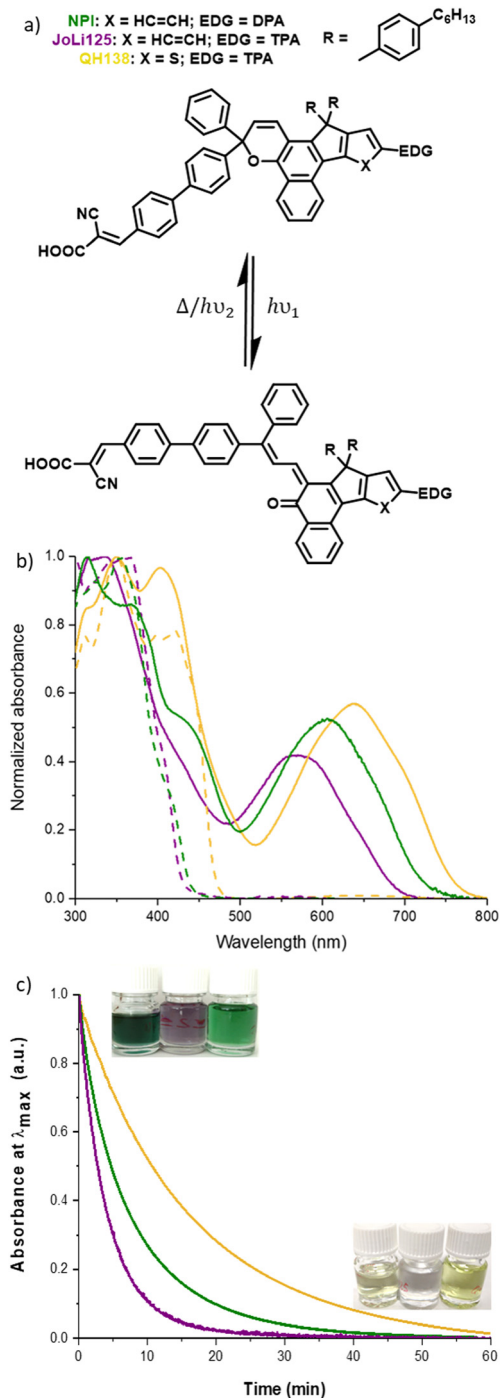 a)
NPI: X = HC=CH; EDG = DPA
JoLi125: X = HC=CH; EDG = TPA
QH138: X = S; EDG = TPA
R =
C6H13
R R
EDG
O
X
CN
HOOC
Δ/hυ₂
hυ₁
HOOC
CN
R R
EDG
O
X
b)
Normalized absorbance
1.0
0.8
0.6
0.4
0.2
0.0
300 400 500 600 700 800
Wavelength (nm)
c)
Absorbance at λmax (a.u.)
1.0
0.8
0.6
0.4
0.2
0.0
0 10 20 30 40 50 60
Time (min)